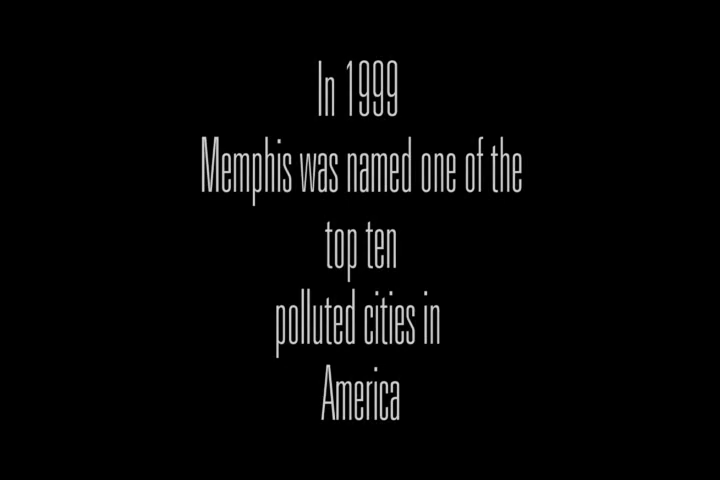 In 1999
Memphis was named one of the
top ten
polluted cities in
America